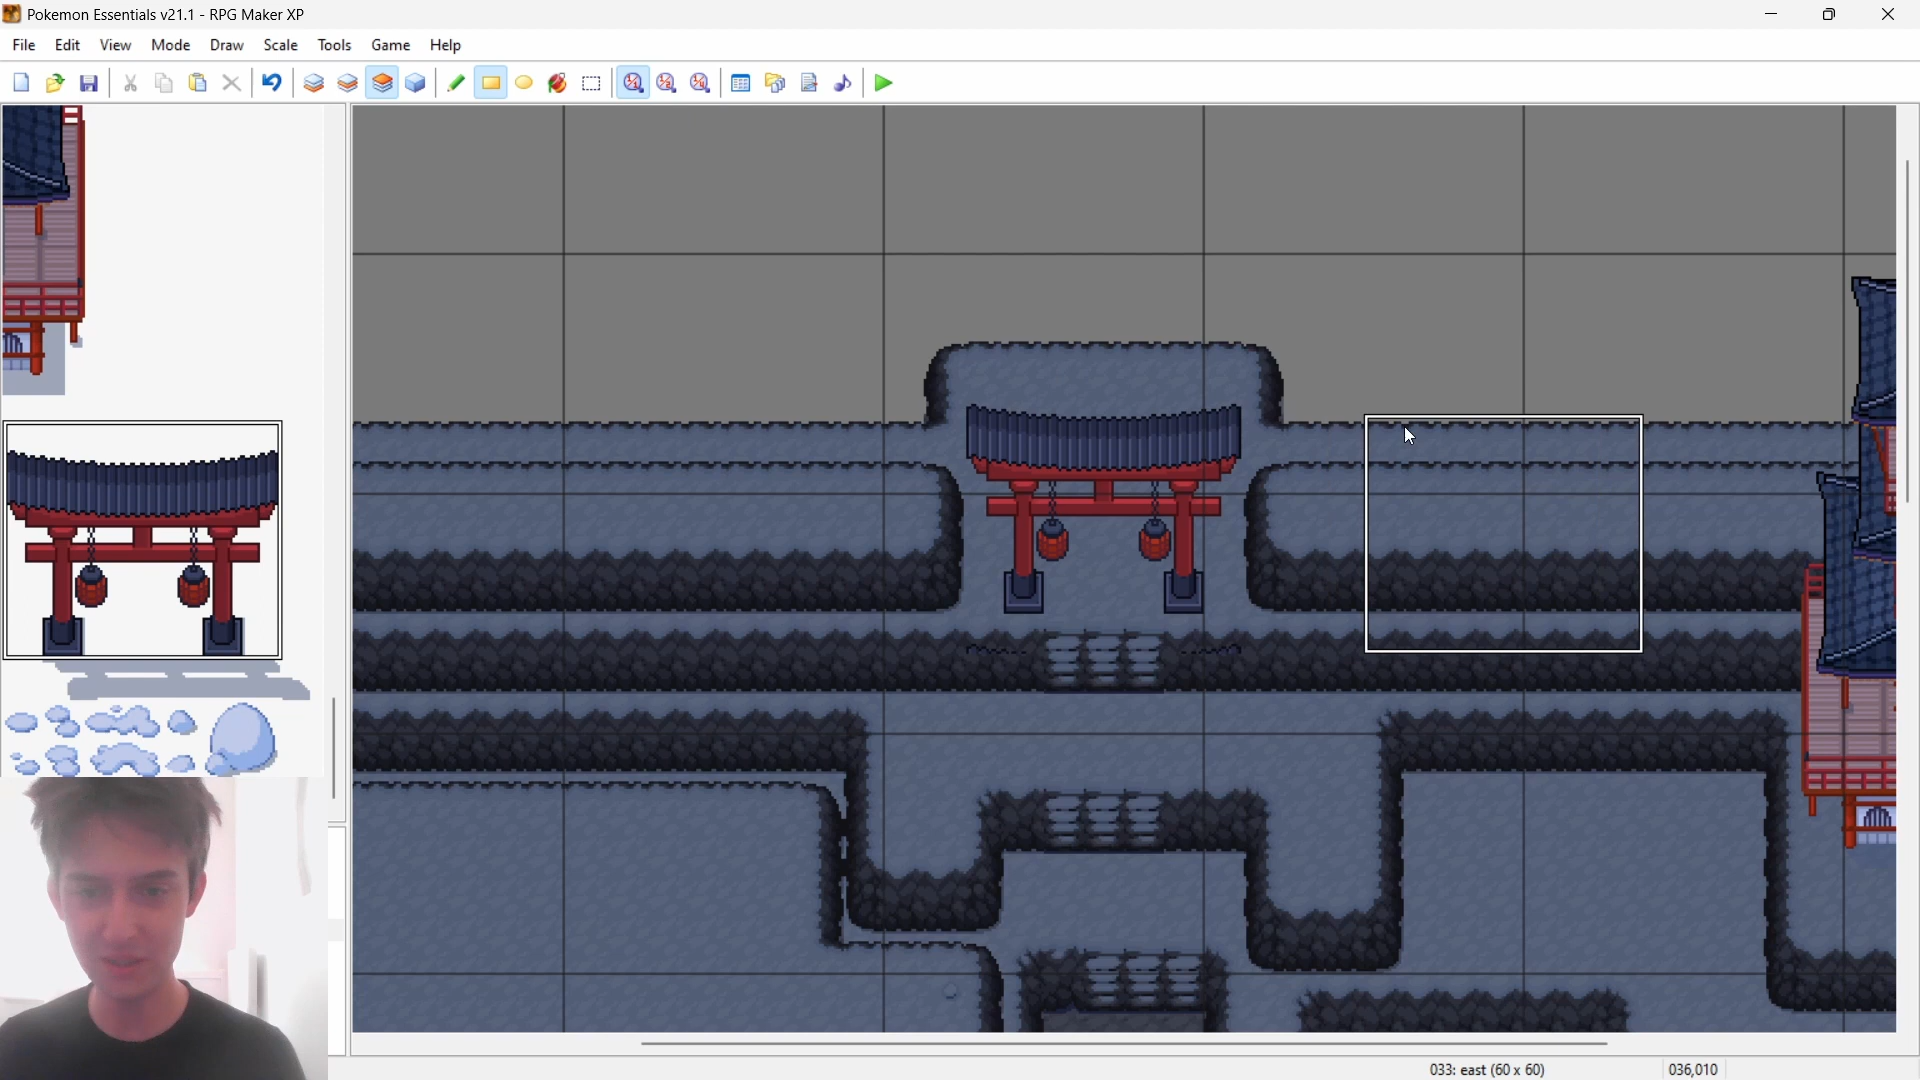 Pokemon Essentials v21.1 - RPG Maker XP
File Edit View Mode Draw Scale Tools Game Help
033: east (60 x 60) 036,010